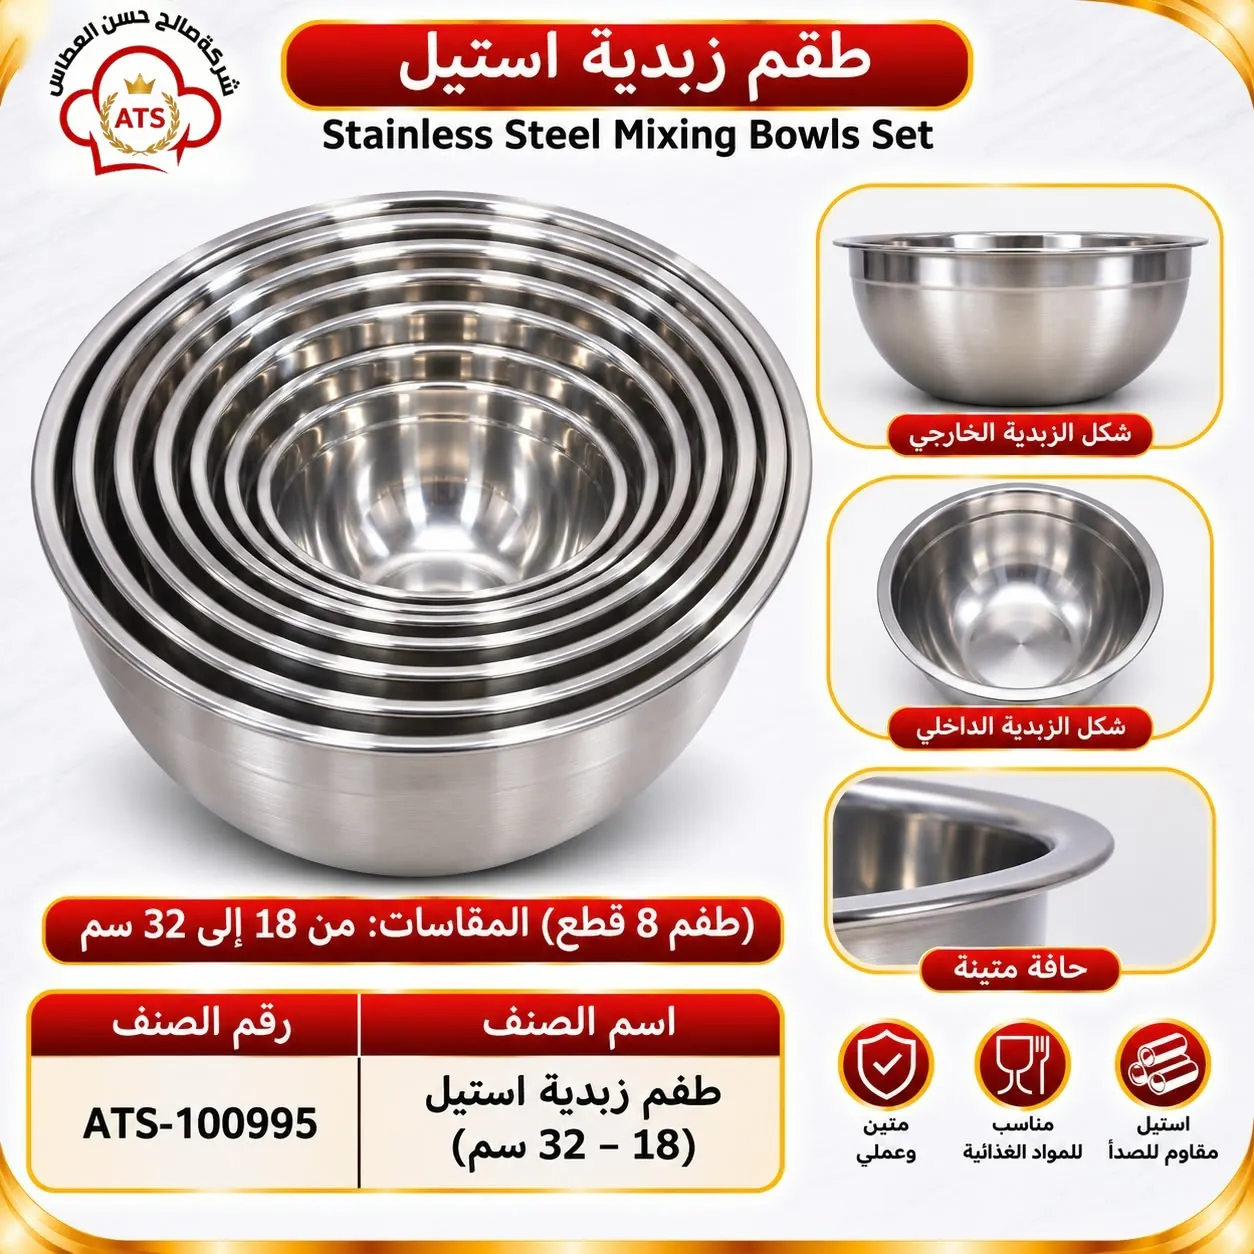 شركة صالح حسن العطاس
ATS
طقم زبدية استيل
Stainless Steel Mixing Bowls Set
شكل الزبدية الخارجي
شكل الزبدية الداخلي
حافة متينة
(طفم 8 قطع) المقاسات: من 18 إلى 32 سم
اسم الصنف
رقم الصنف
طفم زبدية استيل
(18 – 32 سم)
ATS-100995
استيل
مقاوم للصدأ
مناسب
للمواد الغذائية
متين
وعملي